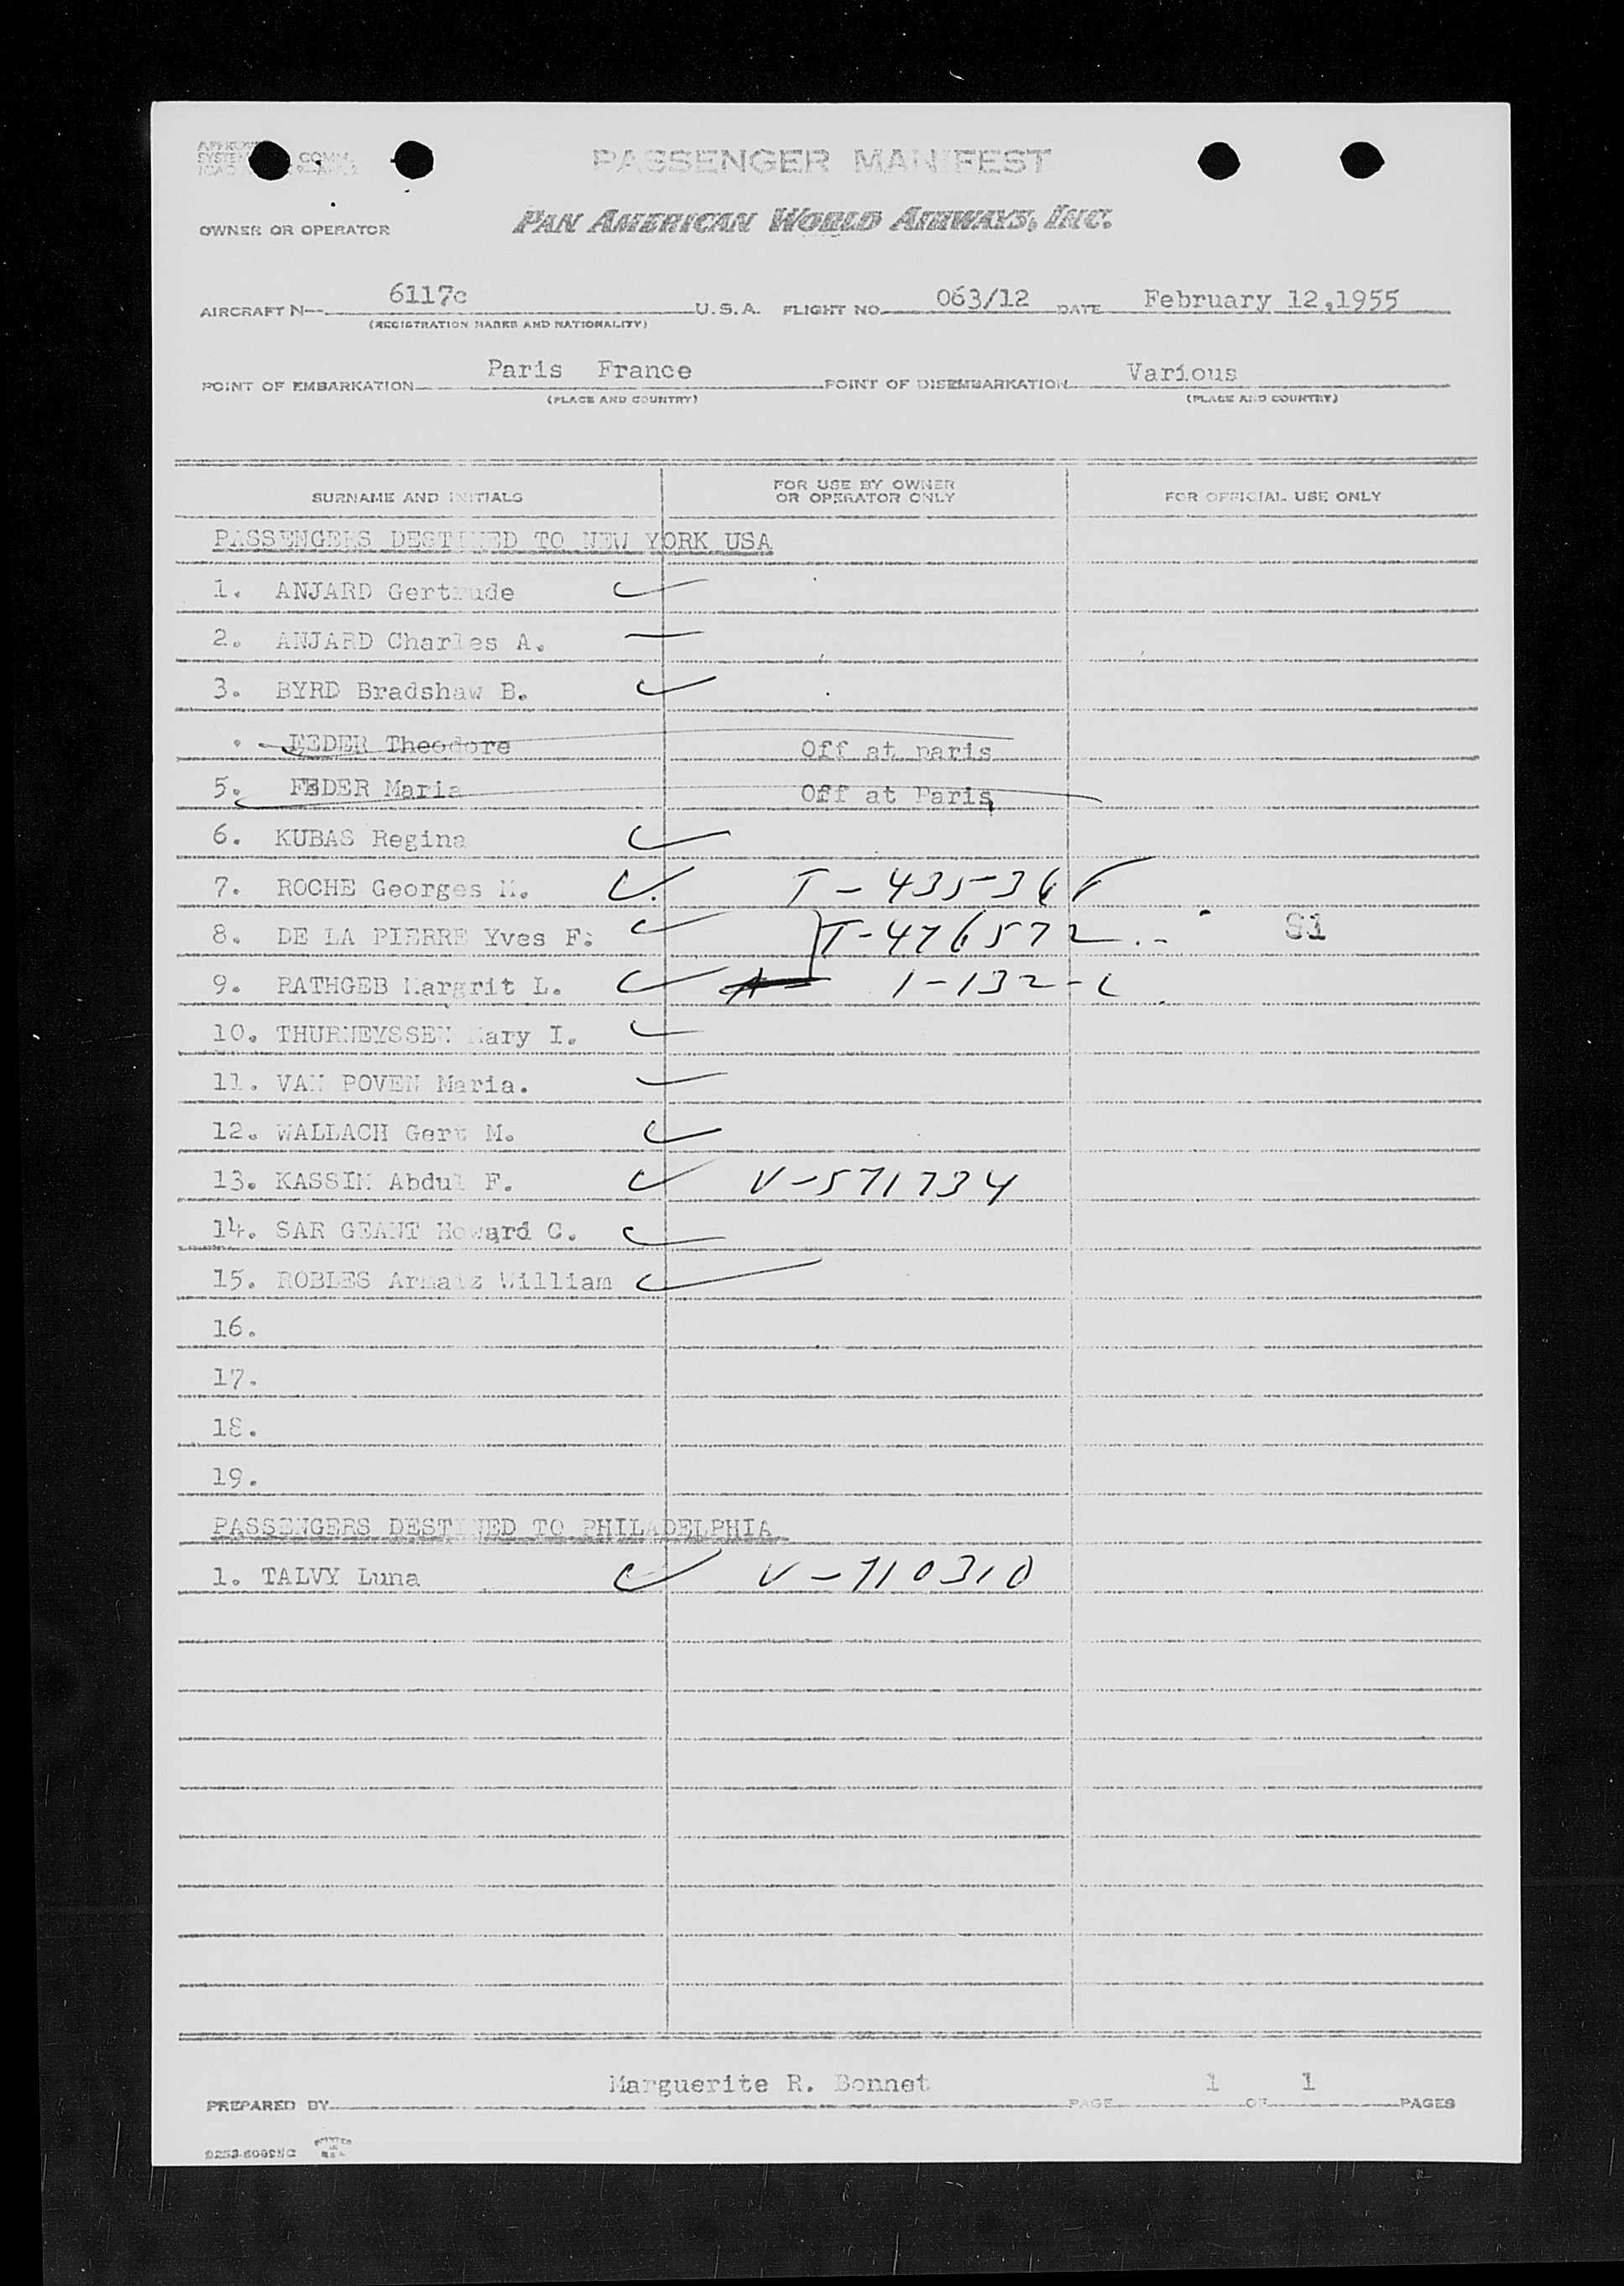 PASSENGER MANIFEST
OWNER OR OPERATOR PAN AMERICAN WORLD AIRWAYS, INC.
AIRCRAFT N— 6117c U.S.A. FLIGHT NO. 063/12 DATE February 12,1955
(REGISTRATION MARKS AND NATIONALITY)
POINT OF EMBARKATION Paris France POINT OF DISEMBARKATION Various
(PLACE AND COUNTRY) (PLACE AND COUNTRY)
SURNAME AND INITIALS FOR USE BY OWNER OR OPERATOR ONLY FOR OFFICIAL USE ONLY
PASSENGERS DESTINED TO NEW YORK USA
1. ANJARD Gertrude
2. ANJARD Charles A.
3. BYRD Bradshaw B.
. FEDER Theodore Off at paris
5. FEDER Maria Off at Paris
6. KUBAS Regina
7. ROCHE Georges M.
8. DE LA PIERRE Yves F. T-476572 S1
9. RATHGEB Margrit L. 1-132-
10. THURNEYSSEN Mary I.
11. VAN POVEN Maria.
12. WALLACH Gert M.
13. KASSIM Abdul F. V-571734
14. SAR GEANT Howard C.
15. ROBLES Arnaiz William
16.
17.
18.
19.
PASSENGERS DESTINED TO PHILADELPHIA
1. TALVY Luna V-710310
PREPARED BY Marguerite R. Bonnet PAGE 1 OF 1 PAGES
PRINTED IN U.S.A.